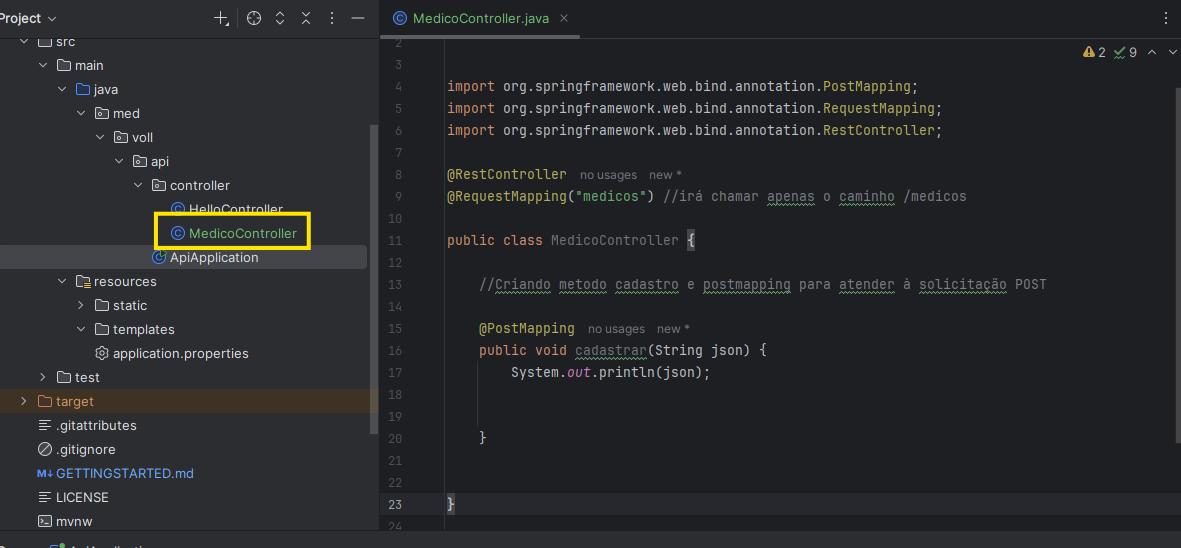 Project
MedicoController.java
src
main
java
med
voll
api
controller
HelloController
MedicoController
ApiApplication
resources
static
templates
application.properties
test
target
.gitattributes
.gitignore
M↓ GETTINGSTARTED.md
LICENSE
mvnw
2 9
2
3
4 import org.springframework.web.bind.annotation.PostMapping;
5 import org.springframework.web.bind.annotation.RequestMapping;
6 import org.springframework.web.bind.annotation.RestController;
7
8 @RestController no usages new *
9 @RequestMapping("medicos") //irá chamar apenas o caminho /medicos
10
11 public class MedicoController {
12
13 //Criando metodo cadastro e postmapping para atender à solicitação POST
14
15 @PostMapping no usages new *
16 public void cadastrar(String json) {
17 System.out.println(json);
18
19
20 }
21
22
23 }
24